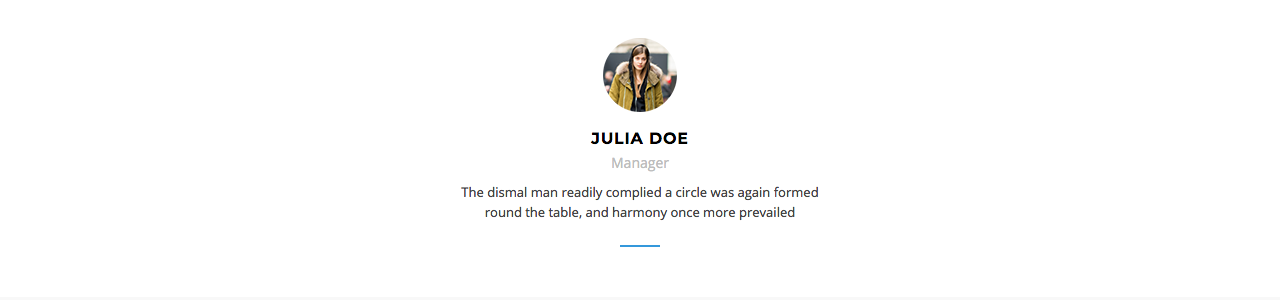 JULIA DOE
Manager
The dismal man readily complied a circle was again formed
round the table, and harmony once more prevailed